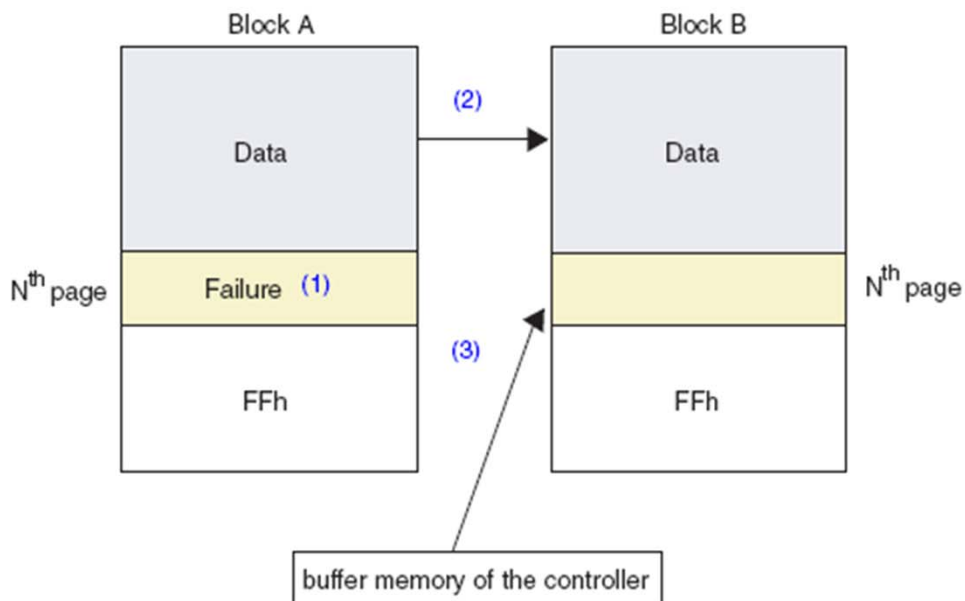 Block A
Block B
(2)
Data
Data
Nth page
Failure (1)
Nth page
(3)
FFh
FFh
buffer memory of the controller